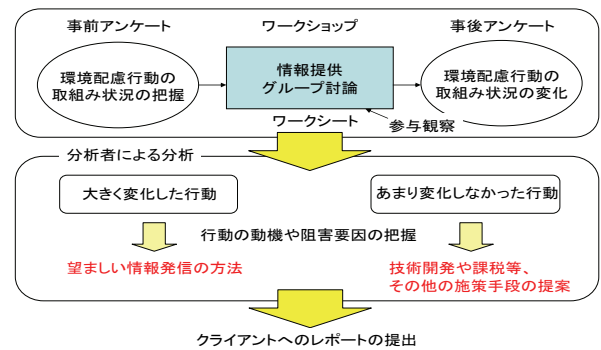 事前アンケート
ワークショップ
事後アンケート
環境配慮行動の
取組み状況の把握
情報提供
グループ討論
環境配慮行動の
取組み状況の変化
ワークシート
参与観察
分析者による分析
大きく変化した行動
あまり変化しなかった行動
行動の動機や阻害要因の把握
望ましい情報発信の方法
技術開発や課税等、
その他の施策手段の提案
クライアントへのレポートの提出